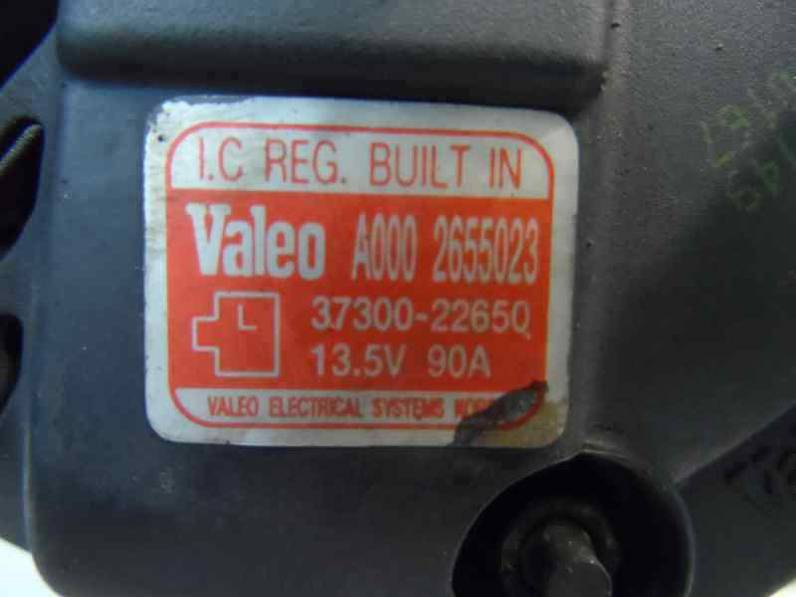 I.C REG. BUILT IN
Valeo A000 2655023
L 37300-2265Q
13.5V 90A
VALEO ELECTRICAL SYSTEMS